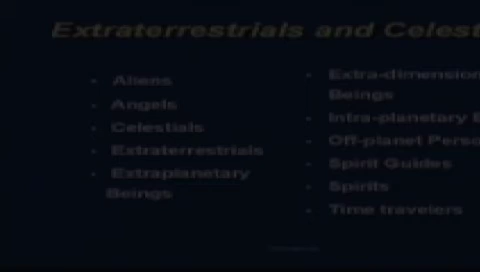 Extraterrestrials and Celest
Aliens
Angels
Celestials
Extraterrestrials
Extraplanetary
Beings
Extra-dimension
Beings
Intra-planetary
Off-planet Perso
Spirit Guides
Spirits
Time travelers